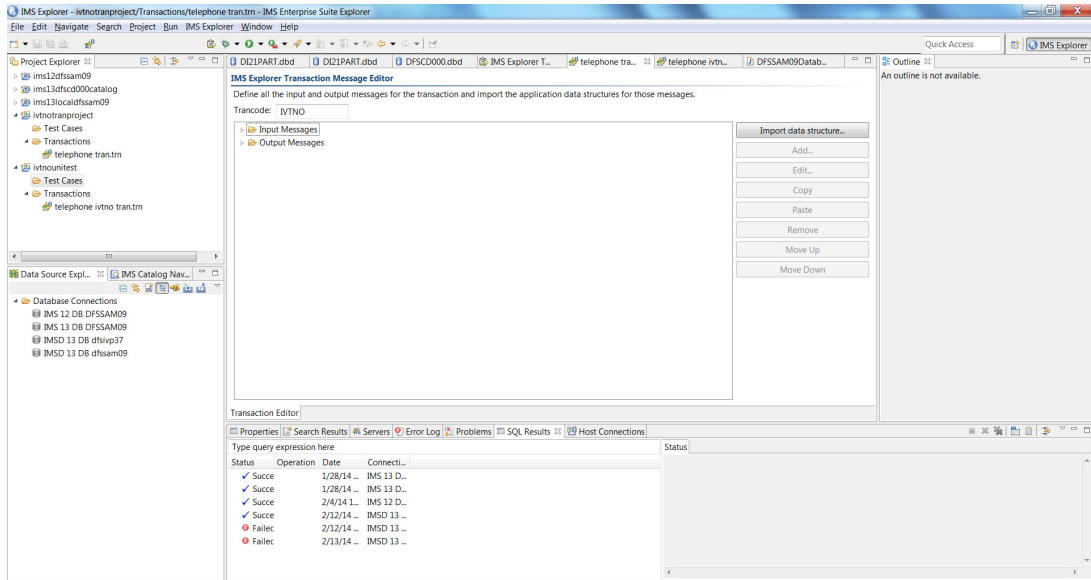 IMS Explorer - ivtnotranproject/Transactions/telephone tran.trn - IMS Enterprise Suite Explorer
File Edit Navigate Search Project Run IMS Explorer Window Help
Quick Access
IMS Explorer
Project Explorer
ims12dfssam09
ims13dfscd000catalog
ims13localdfssam09
ivtnotranproject
Test Cases
Transactions
telephone tran.trn
ivtnounitest
Test Cases
Transactions
telephone ivtno tran.trn
Data Source Expl... IMS Catalog Nav...
Database Connections
IMS 12 DB DFSSAM09
IMS 13 DB DFSSAM09
IMSD 13 DB dfsivp37
IMSD 13 DB dfssam09
DI21PART.dbd DI21PART.dbd DFSCD000.dbd IMS Explorer T... telephone tra... telephone ivtn... DFSSAM09Datab...
IMS Explorer Transaction Message Editor
Define all the input and output messages for the transaction and import the application data structures for those messages.
Trancode: IVTNO
Input Messages
Output Messages
Import data structure...
Add...
Edit...
Copy
Paste
Remove
Move Up
Move Down
Transaction Editor
Outline
An outline is not available.
Properties Search Results Servers Error Log Problems SQL Results Host Connections
Type query expression here
Status Operation Date Connecti...
Succe 1/28/14 ... IMS 13 D...
Succe 1/28/14 ... IMS 13 D...
Succe 2/4/14 1... IMS 12 D...
Succe 2/12/14 ... IMSD 13 ...
Failec 2/12/14 ... IMSD 13 ...
Failec 2/13/14 ... IMSD 13 ...
Status